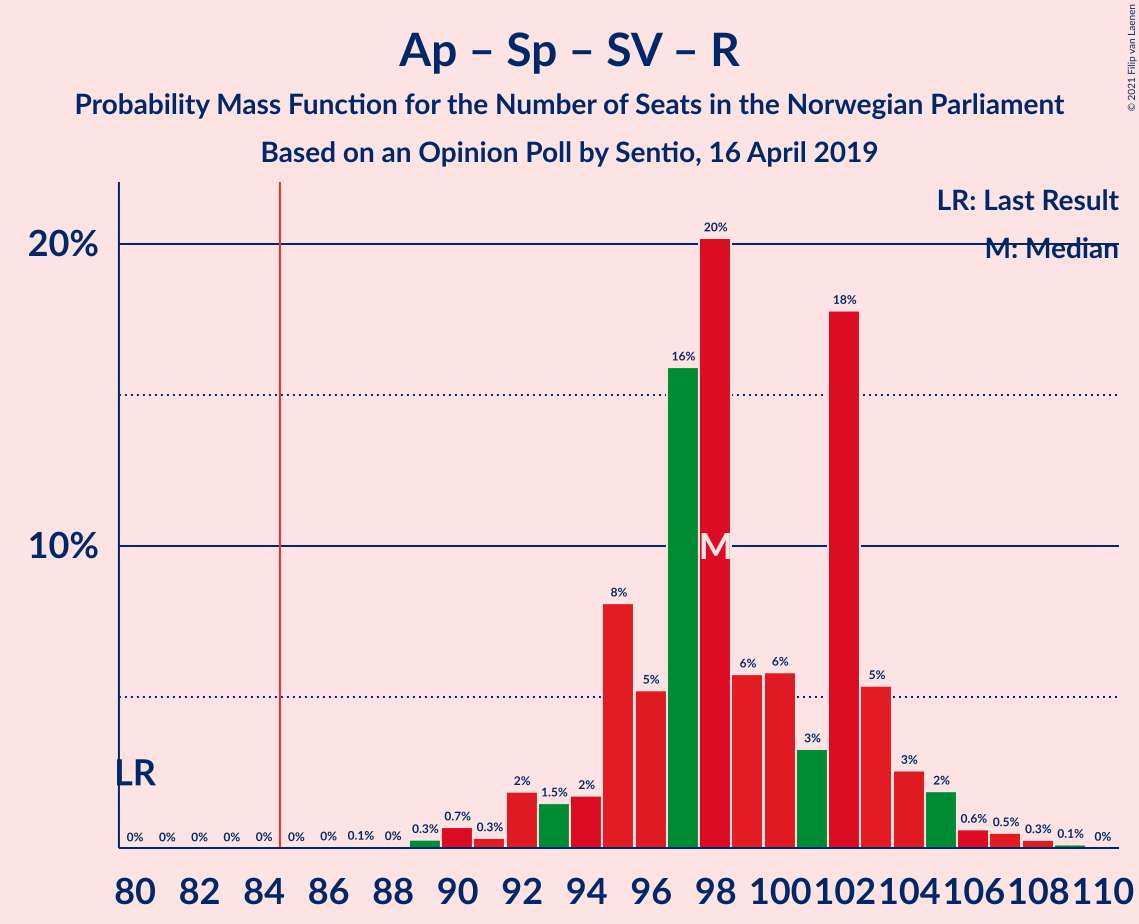 Ap – Sp – SV – R
Probability Mass Function for the Number of Seats in the Norwegian Parliament
Based on an Opinion Poll by Sentio, 16 April 2019
© 2021 Filip van Laenen
LR: Last Result
M: Median
20%
10%
LR
M
0% 0% 0% 0% 0% 0% 0% 0.1% 0% 0.3% 0.7% 0.3% 2% 1.5% 2% 8% 5% 16% 20% 6% 6% 3% 18% 5% 3% 2% 0.6% 0.5% 0.3% 0.1% 0%
80 82 84 86 88 90 92 94 96 98 100 102 104 106 108 110